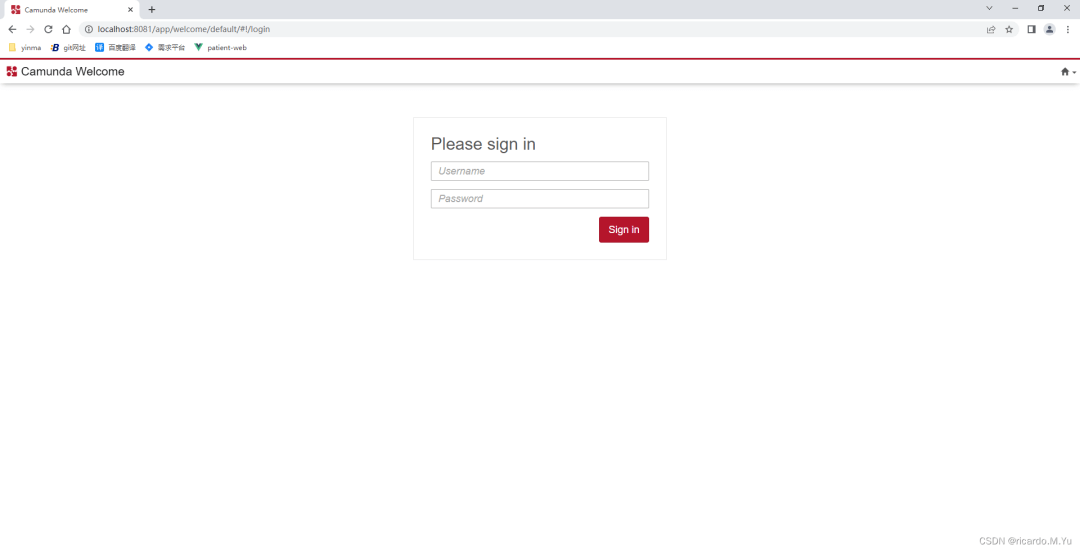 Camunda Welcome
localhost:8081/app/welcome/default/#!/login
yinma git网址 百度翻译 需求平台 patient-web
Camunda Welcome
Please sign in
Username
Password
Sign in
CSDN @ricardo.M.Yu